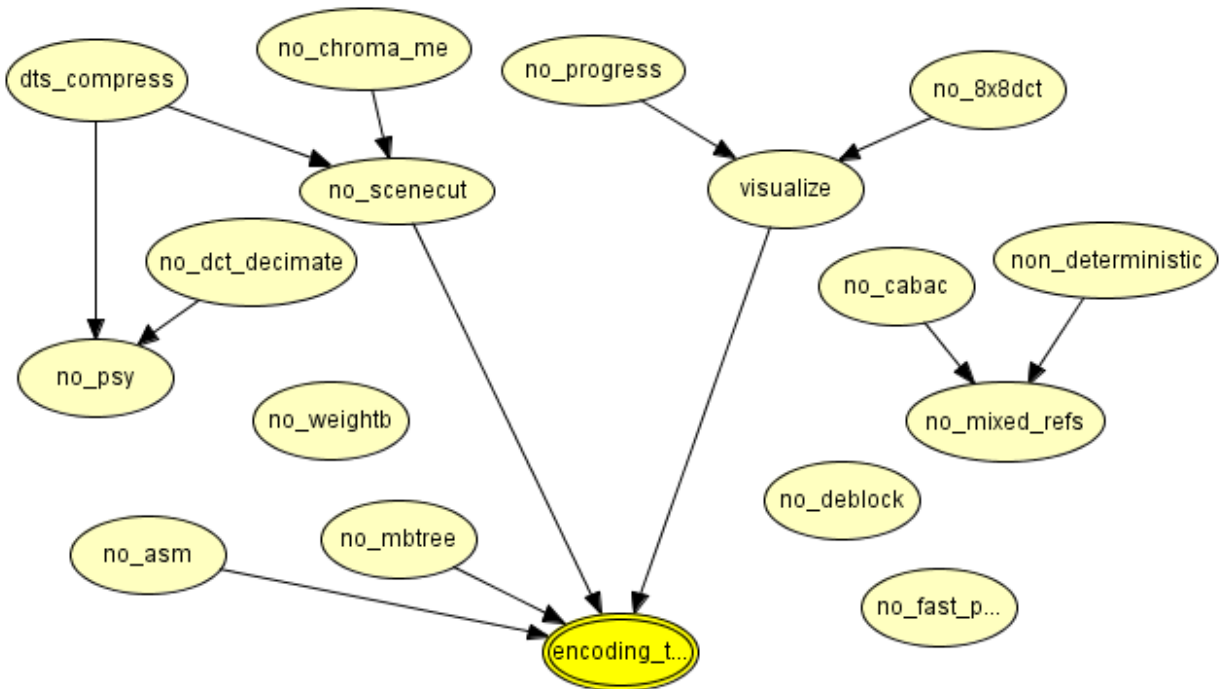 no_chroma_me
dts_compress
no_progress
no_8x8dct
no_scenecut
visualize
no_dct_decimate
non_deterministic
no_cabac
no_psy
no_weightb
no_mixed_refs
no_deblock
no_mbtree
no_asm
no_fast_p...
encoding_t...